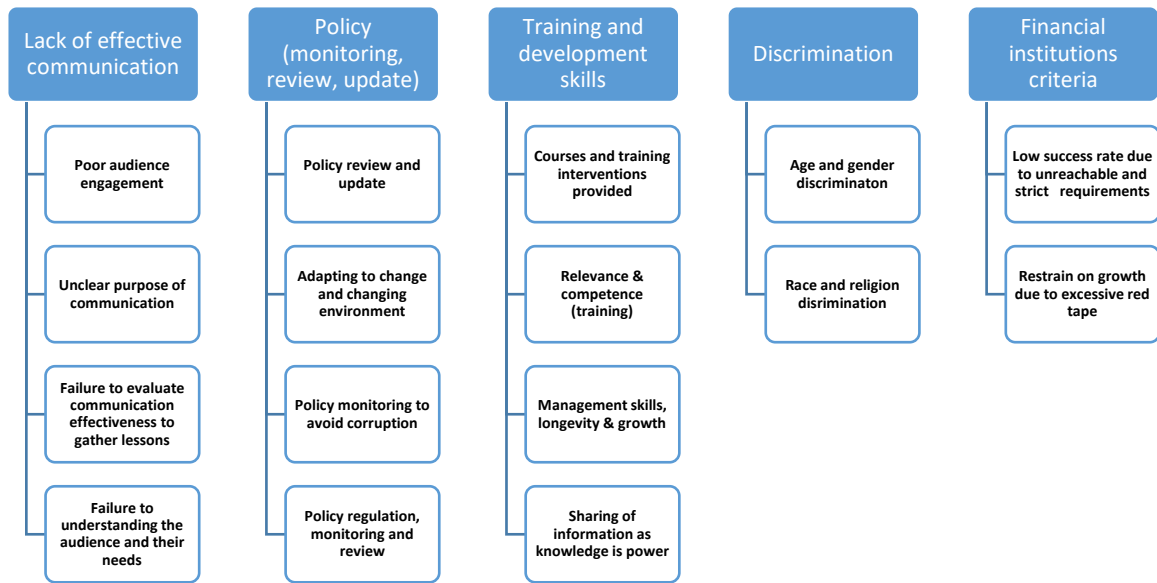 Lack of effective
communication
Poor audience
engagement
Unclear purpose of
communication
Failure to evaluate
communication
effectiveness to
gather lessons
Failure to
understanding the
audience and their
needs
Policy
(monitoring,
review, update)
Policy review and
update
Adapting to change
and changing
environment
Policy monitoring to
avoid corruption
Policy regulation,
monitoring and
review
Training and
development
skills
Courses and training
interventions
provided
Relevance &
competence
(training)
Management skills,
longevity & growth
Sharing of
information as
knowledge is power
Discrimination
Age and gender
discriminaton
Race and religion
disrimination
Financial
institutions
criteria
Low success rate due
to unreachable and
strict requirements
Restrain on growth
due to excessive red
tape